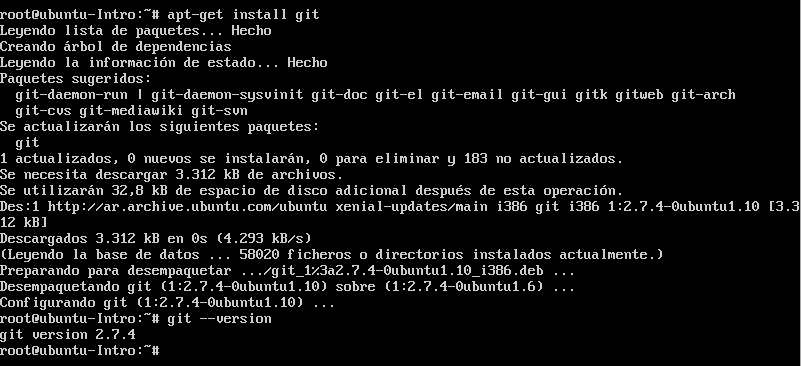 root@ubuntu-Intro:~# apt-get install git
Leyendo lista de paquetes... Hecho
Creando árbol de dependencias
Leyendo la información de estado... Hecho
Paquetes sugeridos:
  git-daemon-run | git-daemon-sysvinit git-doc git-el git-email git-gui gitk gitweb git-arch
  git-cvs git-mediawiki git-svn
Se actualizarán los siguientes paquetes:
  git
1 actualizados, 0 nuevos se instalarán, 0 para eliminar y 183 no actualizados.
Se necesita descargar 3.312 kB de archivos.
Se utilizarán 32,8 kB de espacio de disco adicional después de esta operación.
Des:1 http://ar.archive.ubuntu.com/ubuntu xenial-updates/main i386 git i386 1:2.7.4-0ubuntu1.10 [3.3
12 kB]
Descargados 3.312 kB en 0s (4.293 kB/s)
(Leyendo la base de datos ... 58020 ficheros o directorios instalados actualmente.)
Preparando para desempaquetar .../git_1%3a2.7.4-0ubuntu1.10_i386.deb ...
Desempaquetando git (1:2.7.4-0ubuntu1.10) sobre (1:2.7.4-0ubuntu1.6) ...
Configurando git (1:2.7.4-0ubuntu1.10) ...
root@ubuntu-Intro:~# git --version
git version 2.7.4
root@ubuntu-Intro:~#